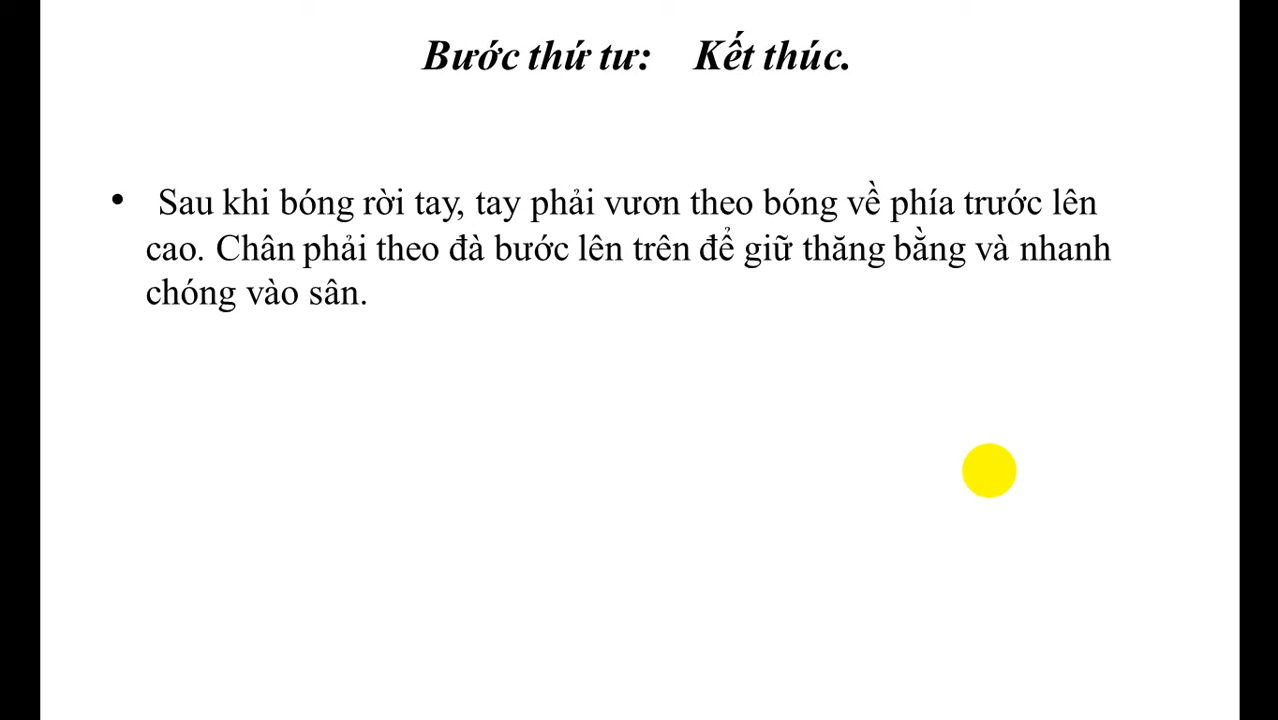 Bước thứ tư: Kết thúc.
• Sau khi bóng rời tay, tay phải vươn theo bóng về phía trước lên
cao. Chân phải theo đà bước lên trên để giữ thăng bằng và nhanh
chóng vào sân.